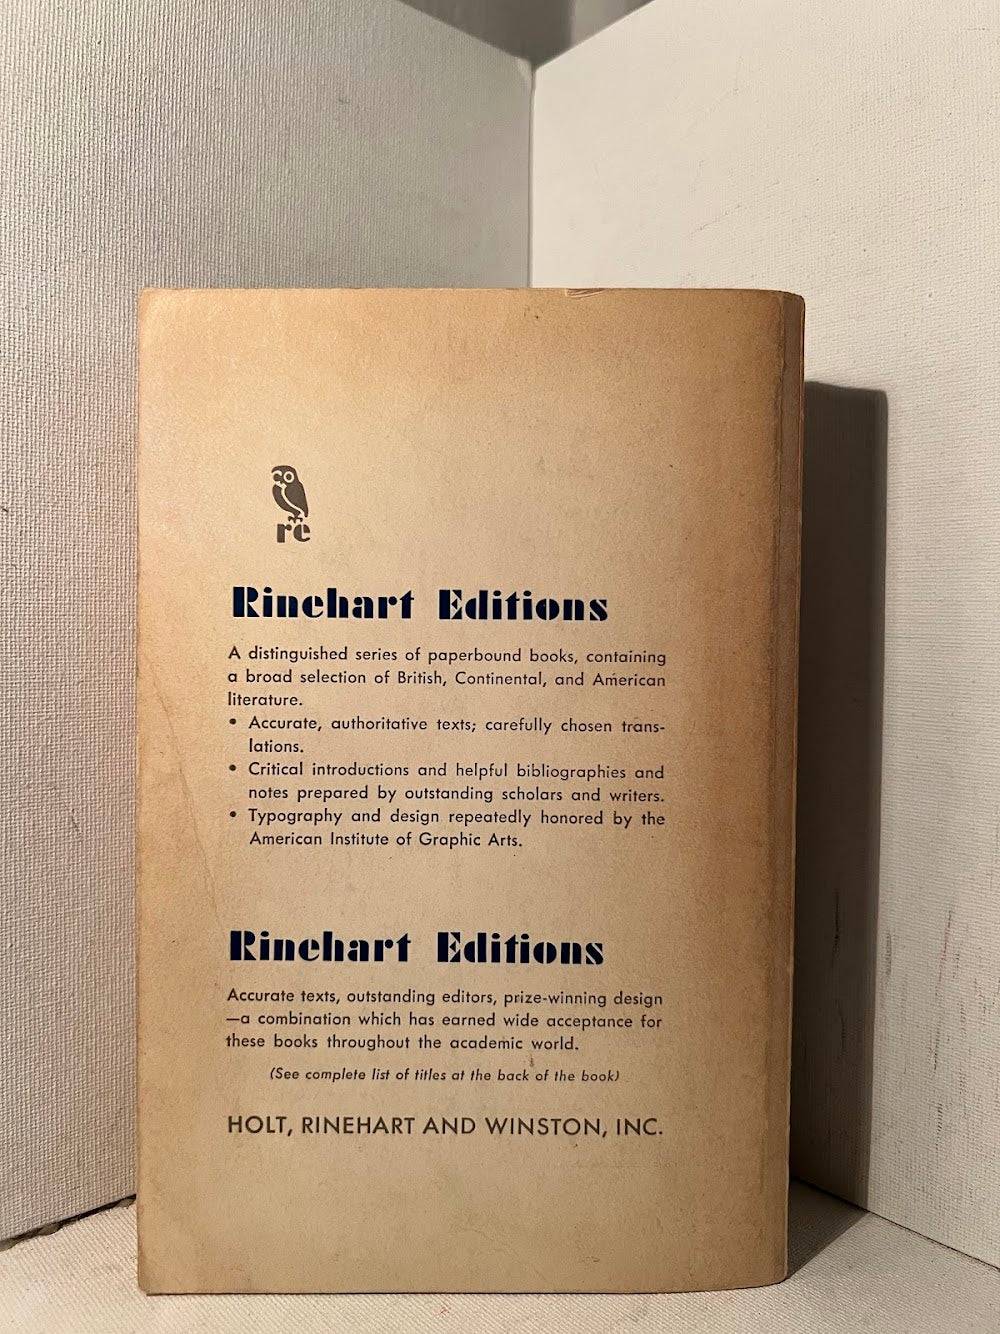 re
Rinehart Editions
A distinguished series of paperbound books, containing
a broad selection of British, Continental, and American
literature.
• Accurate, authoritative texts; carefully chosen trans-
lations.
• Critical introductions and helpful bibliographies and
notes prepared by outstanding scholars and writers.
• Typography and design repeatedly honored by the
American Institute of Graphic Arts.
Rinehart Editions
Accurate texts, outstanding editors, prize-winning design
—a combination which has earned wide acceptance for
these books throughout the academic world.
(See complete list of titles at the back of the book)
HOLT, RINEHART AND WINSTON, INC.